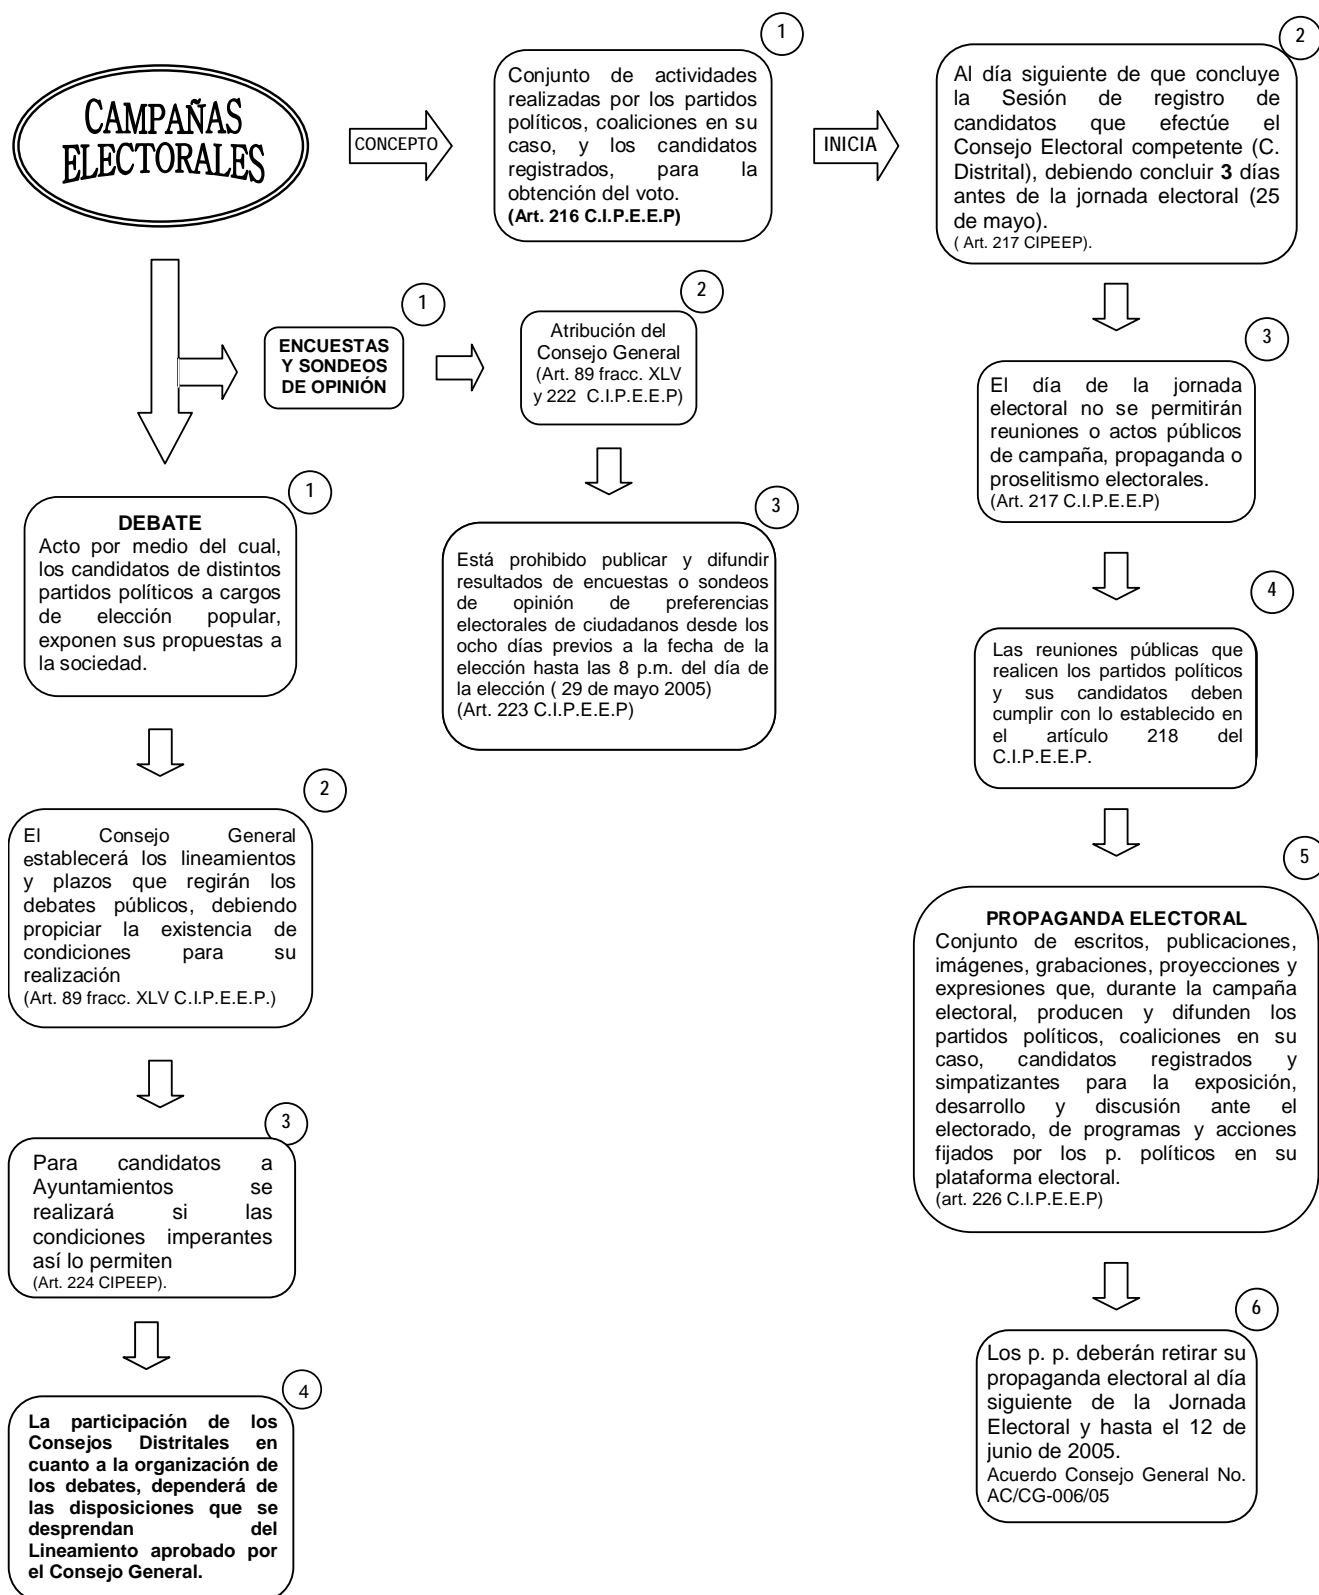 CAMPAÑAS
ELECTORALES
CONCEPTO
1
Conjunto de actividades
realizadas por los partidos
políticos, coaliciones en su
caso, y los candidatos
registrados, para la
obtención del voto.
(Art. 216 C.I.P.E.E.P)
INICIA
2
Al día siguiente de que concluye
la Sesión de registro de
candidatos que efectúe el
Consejo Electoral competente (C.
Distrital), debiendo concluir 3 días
antes de la jornada electoral (25
de mayo).
( Art. 217 CIPEEP).
3
El día de la jornada
electoral no se permitirán
reuniones o actos públicos
de campaña, propaganda o
proselitismo electorales.
(Art. 217 C.I.P.E.E.P)
4
Las reuniones públicas que
realicen los partidos políticos
y sus candidatos deben
cumplir con lo establecido en
el artículo 218 del
C.I.P.E.E.P.
5
PROPAGANDA ELECTORAL
Conjunto de escritos, publicaciones,
imágenes, grabaciones, proyecciones y
expresiones que, durante la campaña
electoral, producen y difunden los
partidos políticos, coaliciones en su
caso, candidatos registrados y
simpatizantes para la exposición,
desarrollo y discusión ante el
electorado, de programas y acciones
fijados por los p. políticos en su
plataforma electoral.
(art. 226 C.I.P.E.E.P)
6
Los p. p. deberán retirar su
propaganda electoral al día
siguiente de la Jornada
Electoral y hasta el 12 de
junio de 2005.
Acuerdo Consejo General No.
AC/CG-006/05
1
ENCUESTAS
Y SONDEOS
DE OPINIÓN
2
Atribución del
Consejo General
(Art. 89 fracc. XLV
y 222 C.I.P.E.E.P)
3
Está prohibido publicar y difundir
resultados de encuestas o sondeos
de opinión de preferencias
electorales de ciudadanos desde los
ocho días previos a la fecha de la
elección hasta las 8 p.m. del día de
la elección ( 29 de mayo 2005)
(Art. 223 C.I.P.E.E.P)
1
DEBATE
Acto por medio del cual,
los candidatos de distintos
partidos políticos a cargos
de elección popular,
exponen sus propuestas a
la sociedad.
2
El Consejo General
establecerá los lineamientos
y plazos que regirán los
debates públicos, debiendo
propiciar la existencia de
condiciones para su
realización
(Art. 89 fracc. XLV C.I.P.E.E.P.)
3
Para candidatos a
Ayuntamientos se
realizará si las
condiciones imperantes
así lo permiten
(Art. 224 CIPEEP).
4
La participación de los
Consejos Distritales en
cuanto a la organización de
los debates, dependerá de
las disposiciones que se
desprendan del
Lineamiento aprobado por
el Consejo General.